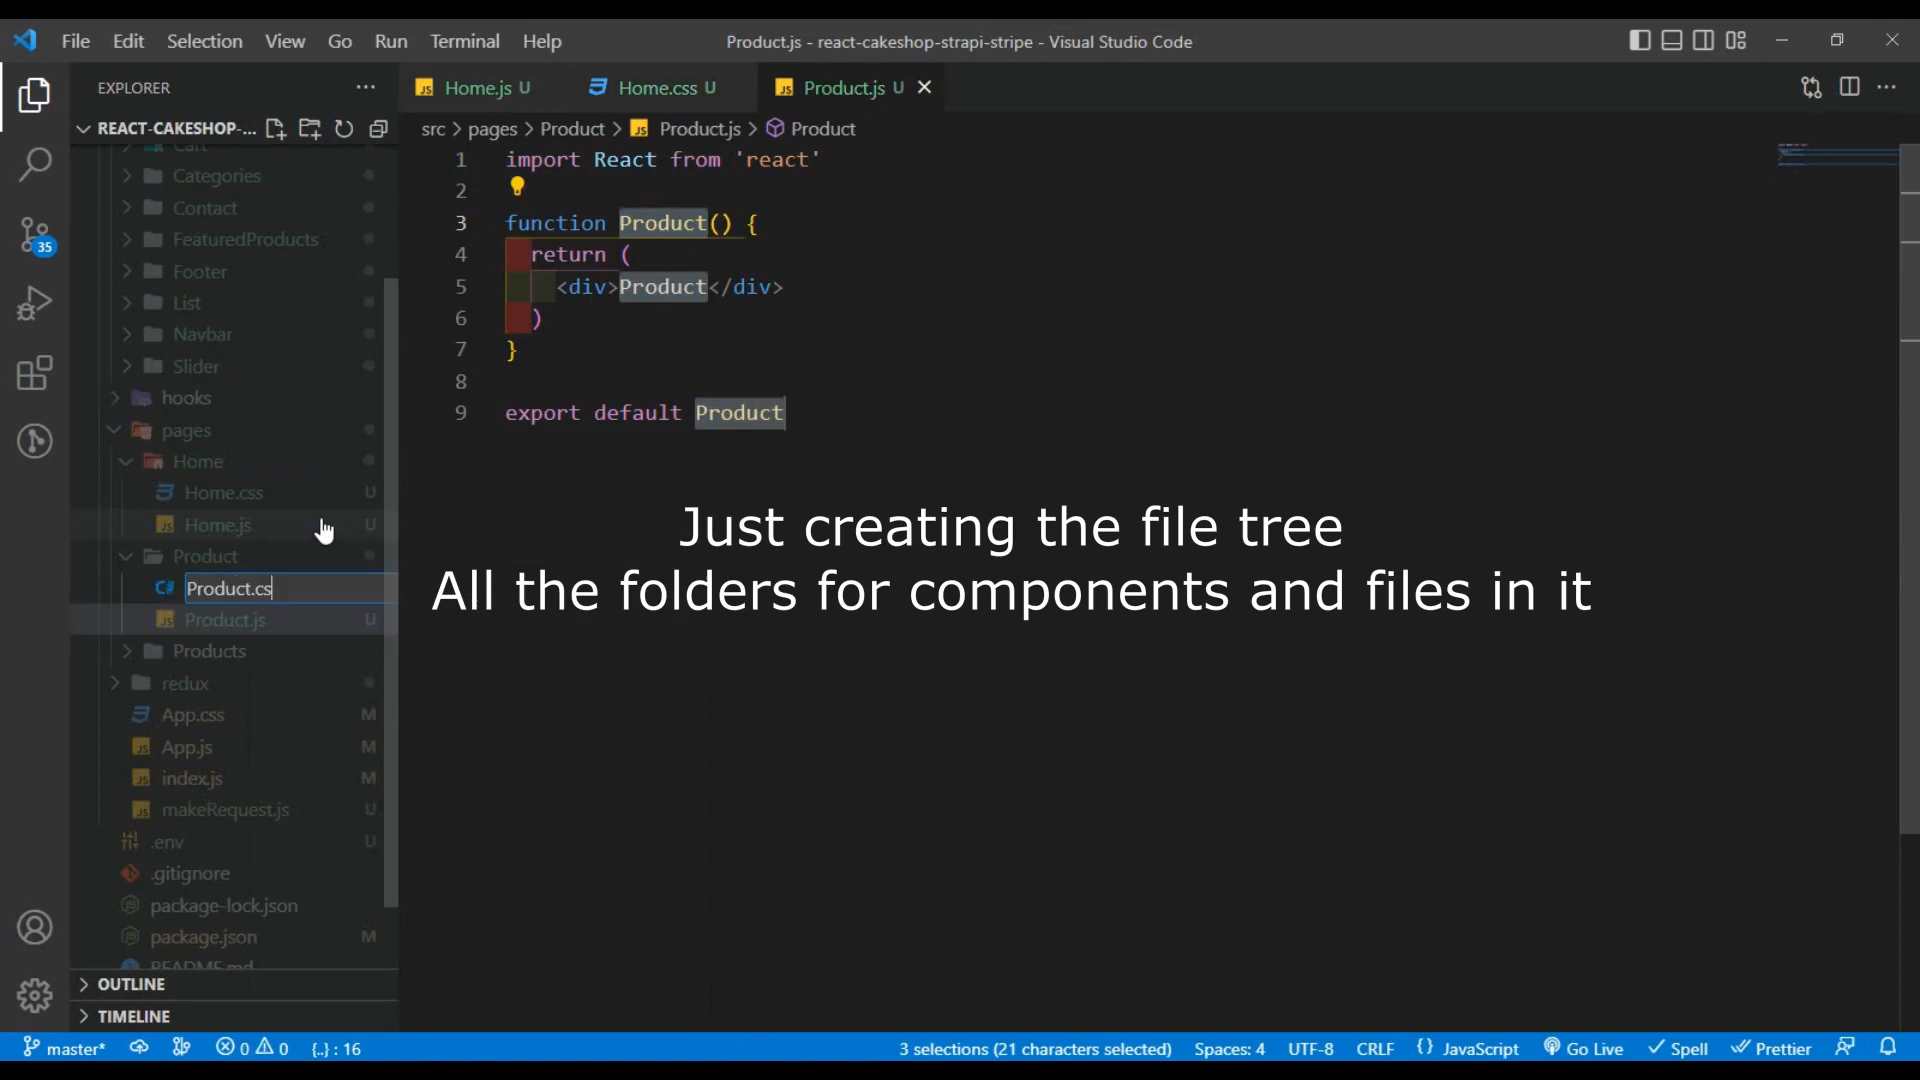 File Edit Selection View Go Run Terminal Help
Product.js - react-cakeshop-strapi-stripe - Visual Studio Code
EXPLORER
REACT-CAKESHOP-...
Cart
Categories
Contact
FeaturedProducts
Footer
List
Navbar
Slider
hooks
pages
Home
Home.css U
Home.js U
Product
Product.cs
Product.js U
Products
redux
App.css M
App.js M
index.js M
makeRequest.js U
.env U
.gitignore
package-lock.json
package.json M
README.md
OUTLINE
TIMELINE
35
Home.js U Home.css U Product.js U
src > pages > Product > Product.js > Product
1 import React from 'react'
2
3 function Product() {
4 return (
5 <div>Product</div>
6 )
7 }
8
9 export default Product
Just creating the file tree
All the folders for components and files in it
master* 0 0 {..} : 16 3 selections (21 characters selected) Spaces: 4 UTF-8 CRLF {} JavaScript Go Live Spell Prettier